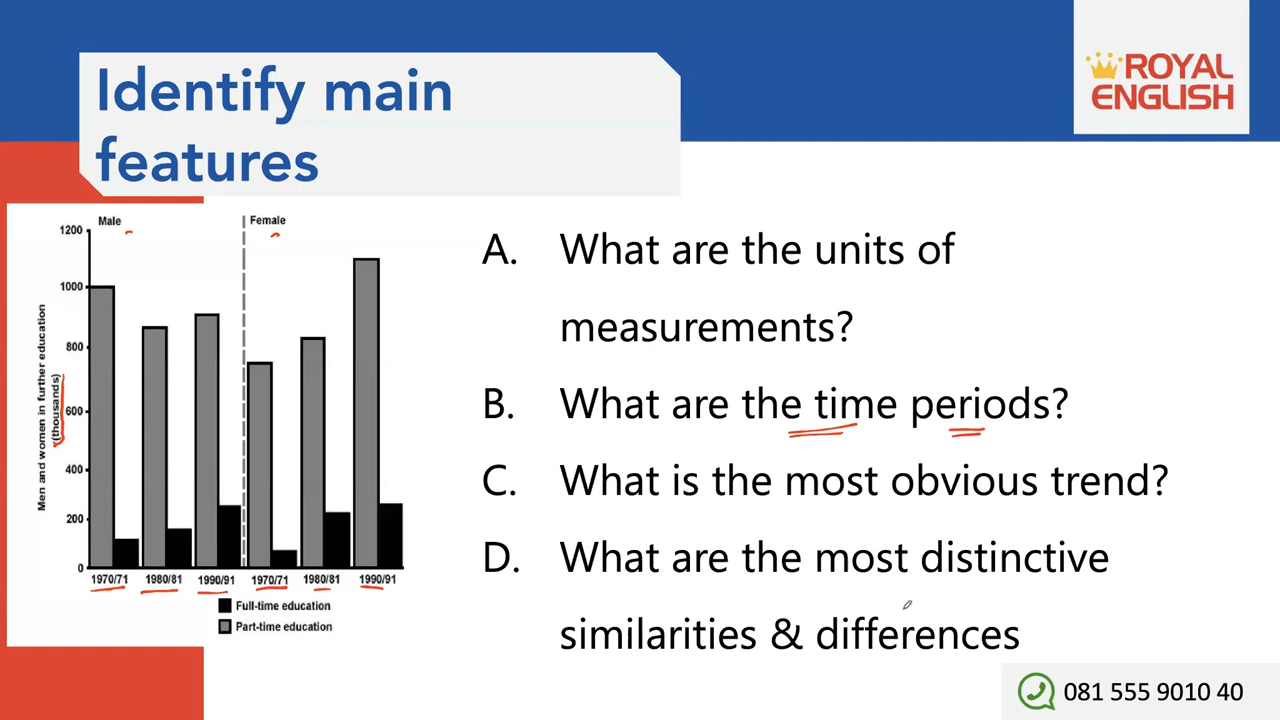 Identify main
features
ROYAL
ENGLISH
Male
Female
1200
1000
800
600
400
200
0
Men and women in further education
(thousands)
1970/71 1980/81 1990/91 1970/71 1980/81 1990/91
Full-time education
Part-time education
A. What are the units of
measurements?
B. What are the time periods?
C. What is the most obvious trend?
D. What are the most distinctive
similarities & differences
081 555 9010 40